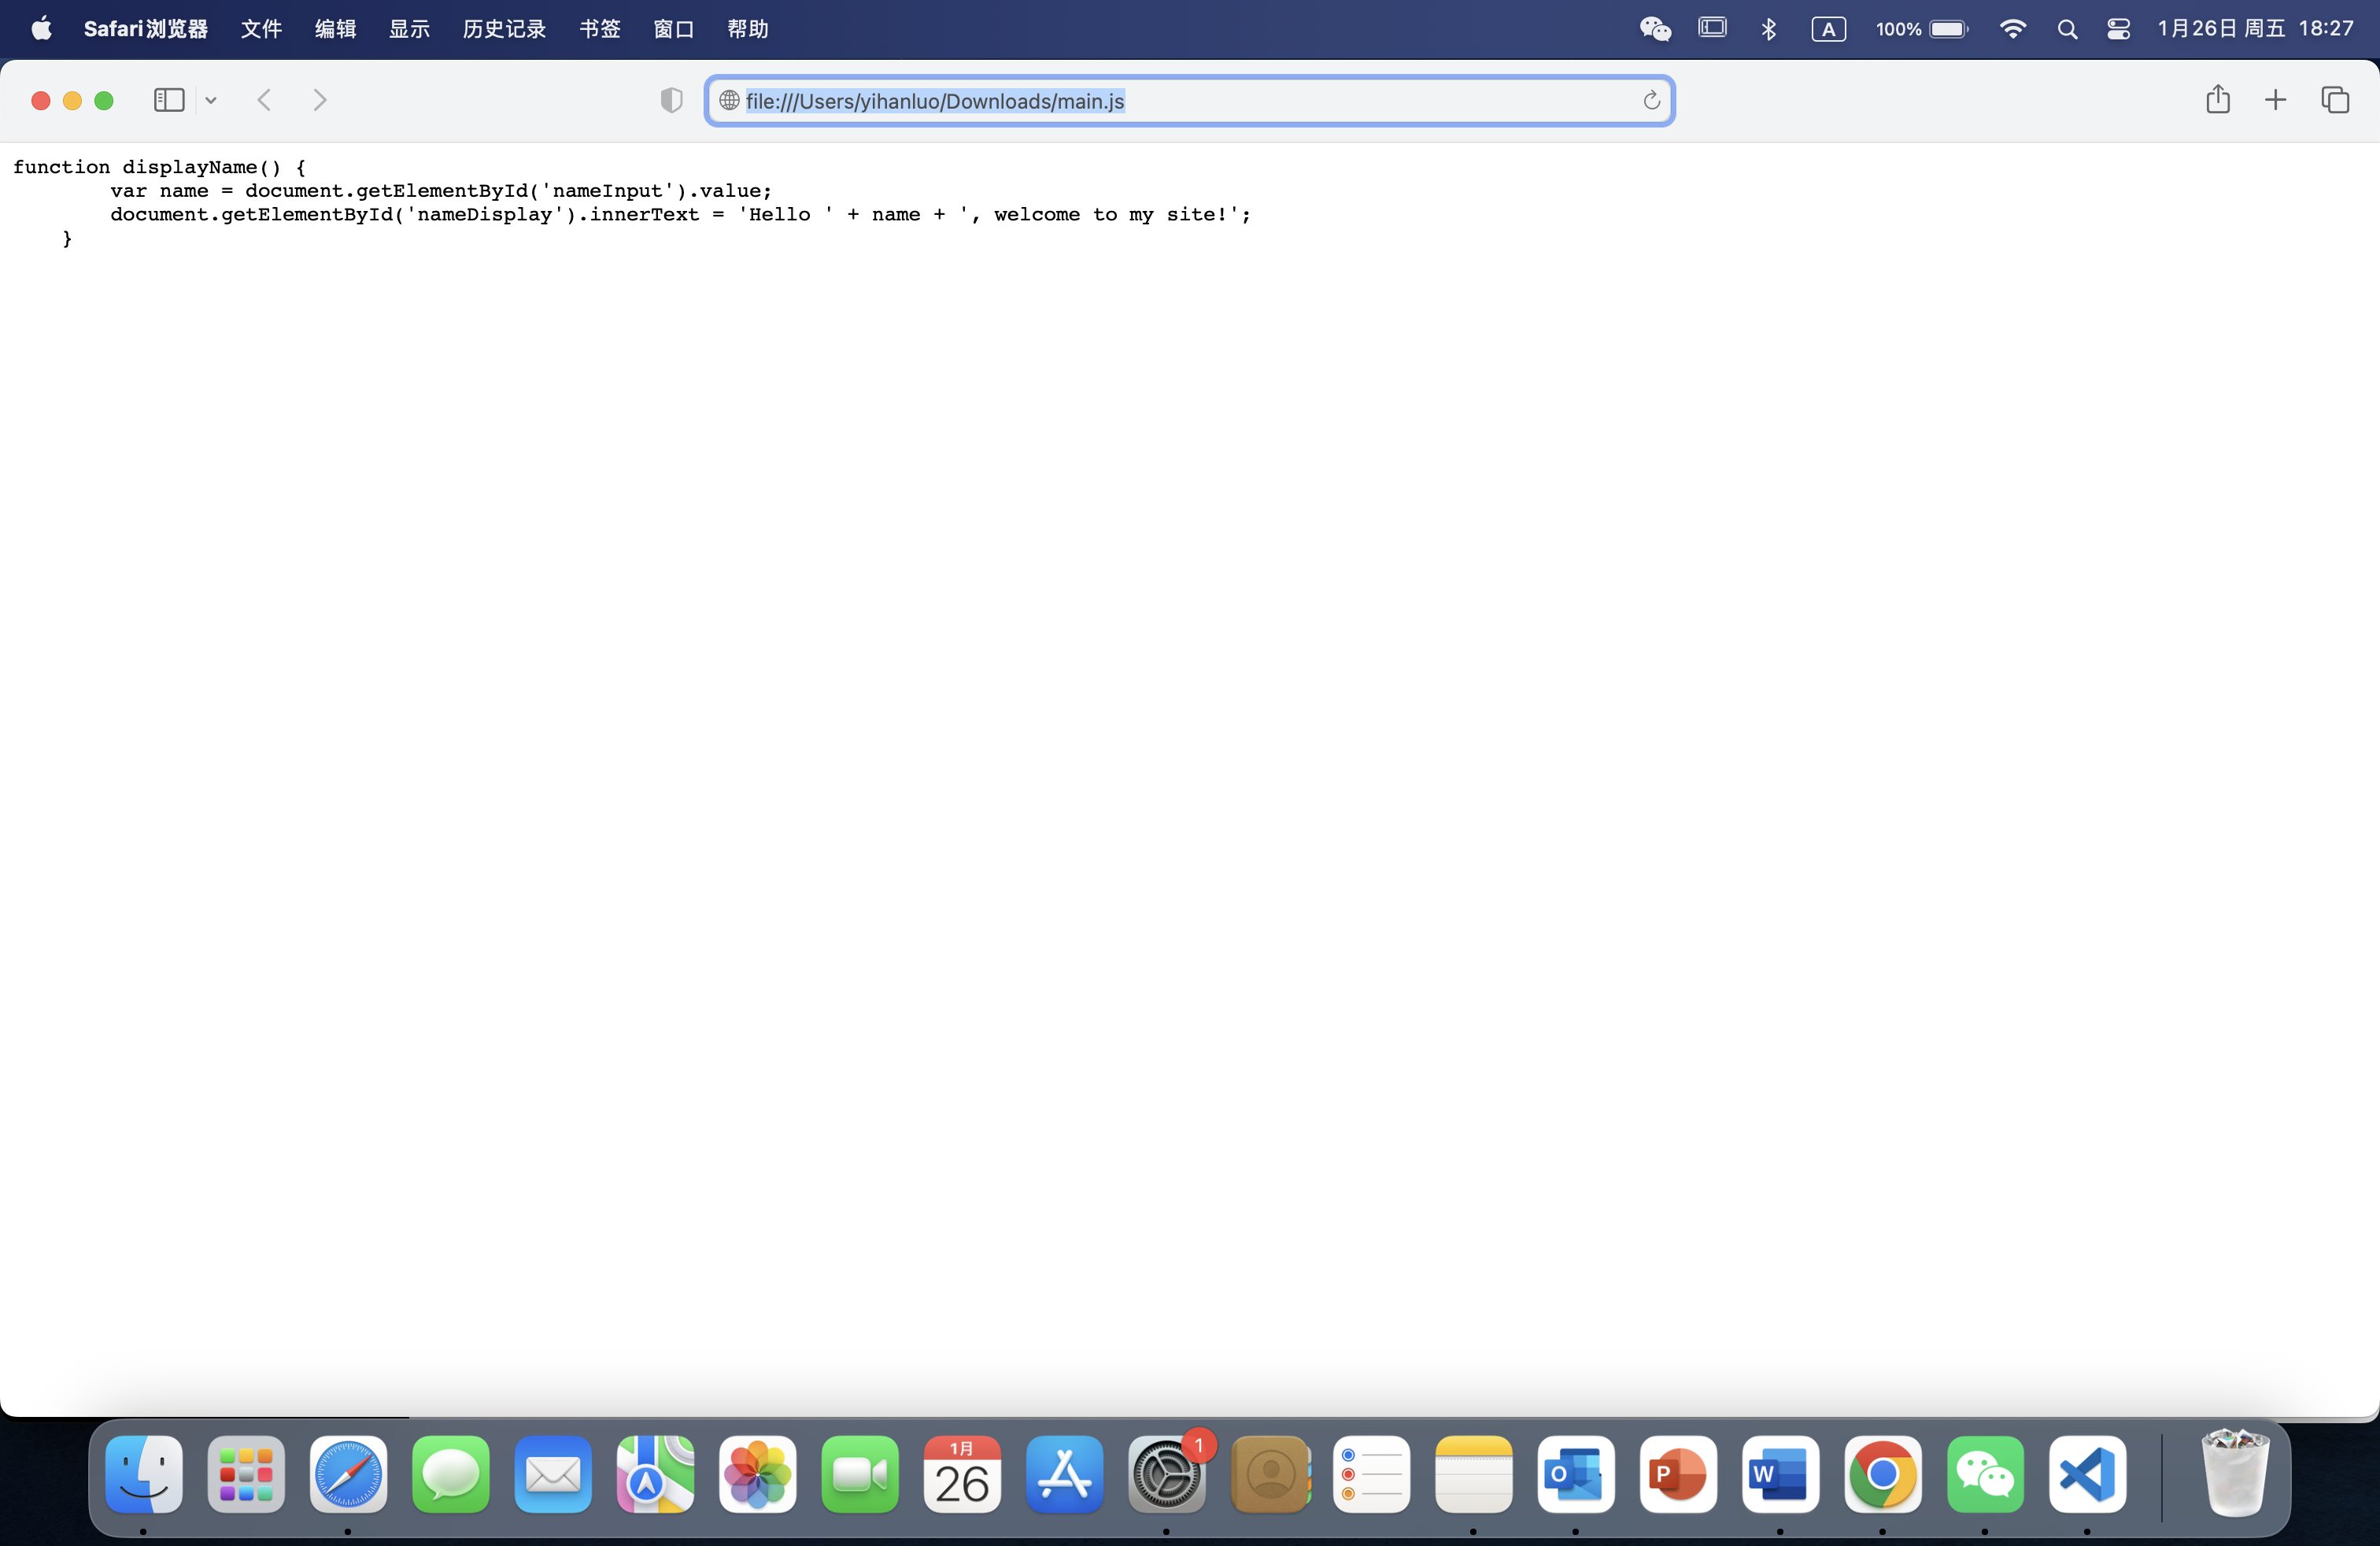 Safari浏览器 文件 编辑 显示 历史记录 书签 窗口 帮助 A 100% 1月26日 周五 18:27
file:///Users/yihanluo/Downloads/main.js
function displayName() {
        var name = document.getElementById('nameInput').value;
        document.getElementById('nameDisplay').innerText = 'Hello ' + name + ', welcome to my site!';
    }
1月
26
1
O
P
W